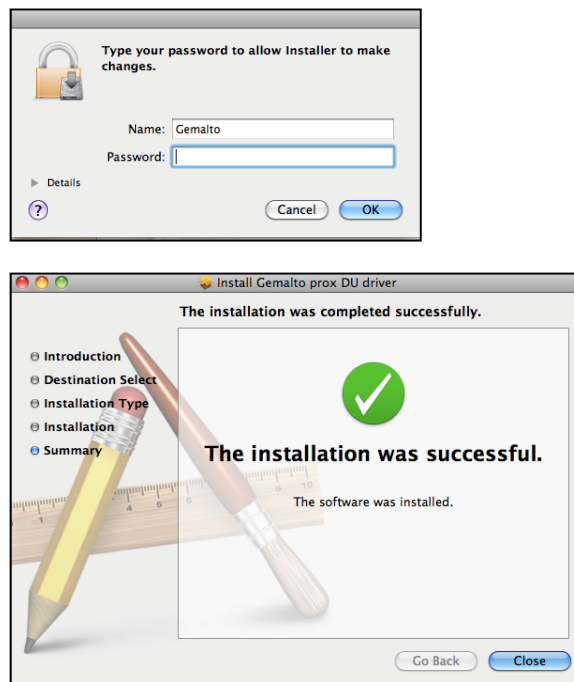 Type your password to allow Installer to make
changes.
Name: Gemalto
Password:
Details
?
Cancel OK
Install Gemalto prox DU driver
The installation was completed successfully.
Introduction
Destination Select
Installation Type
Installation
Summary
The installation was successful.
The software was installed.
Go Back Close